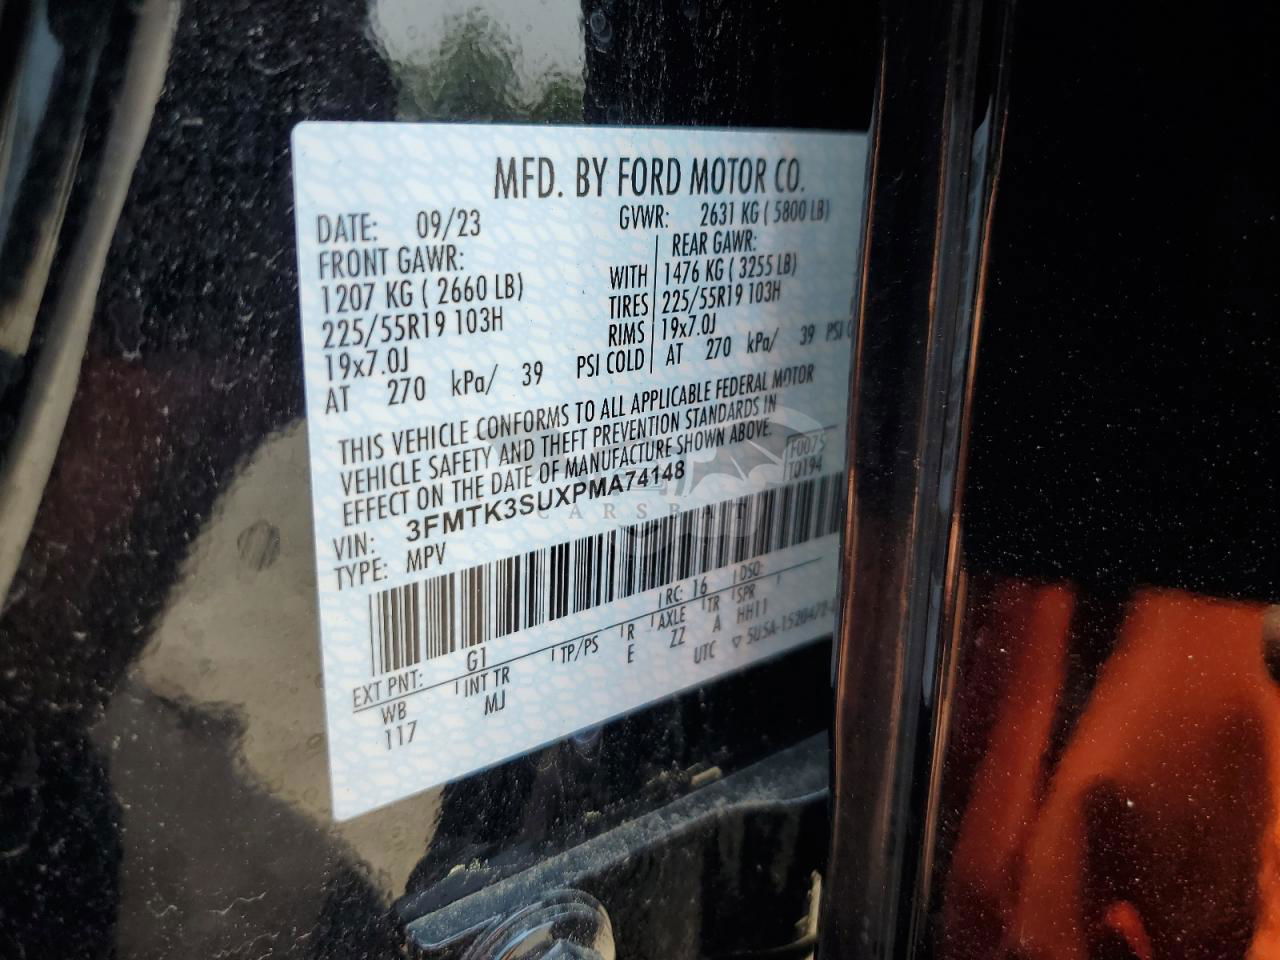 MFD. BY FORD MOTOR CO.
DATE: 09/23 GVWR: 2631 KG ( 5800 LB)
FRONT GAWR: REAR GAWR:
1207 KG ( 2660 LB) WITH 1476 KG ( 3255 LB)
225/55R19 103H TIRES 225/55R19 103H
19x7.0J RIMS 19x7.0J
AT 270 kPa/ 39 PSI COLD AT 270 kPa/ 39 PSI C
THIS VEHICLE CONFORMS TO ALL APPLICABLE FEDERAL MOTOR
VEHICLE SAFETY AND THEFT PREVENTION STANDARDS IN
EFFECT ON THE DATE OF MANUFACTURE SHOWN ABOVE.
VIN: 3FMTK3SUXPMA74148
F0075
T0194
TYPE: MPV
CARSBAT
EXT PNT: G1 RC: 16 DSO:
WB INT TR TP/PS R AXLE TR SPR
117 MJ E ZZ A HH11
UTC